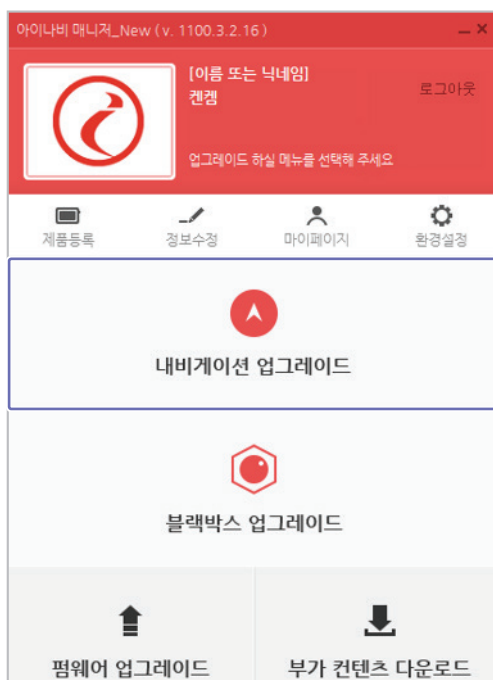 아이나비 매니저_New ( v. 1100.3.2.16 )
[이름 또는 닉네임]
켄켐
로그아웃
업그레이드 하실 메뉴를 선택해 주세요
제품등록
정보수정
마이페이지
환경설정
내비게이션 업그레이드
블랙박스 업그레이드
펌웨어 업그레이드
부가 컨텐츠 다운로드